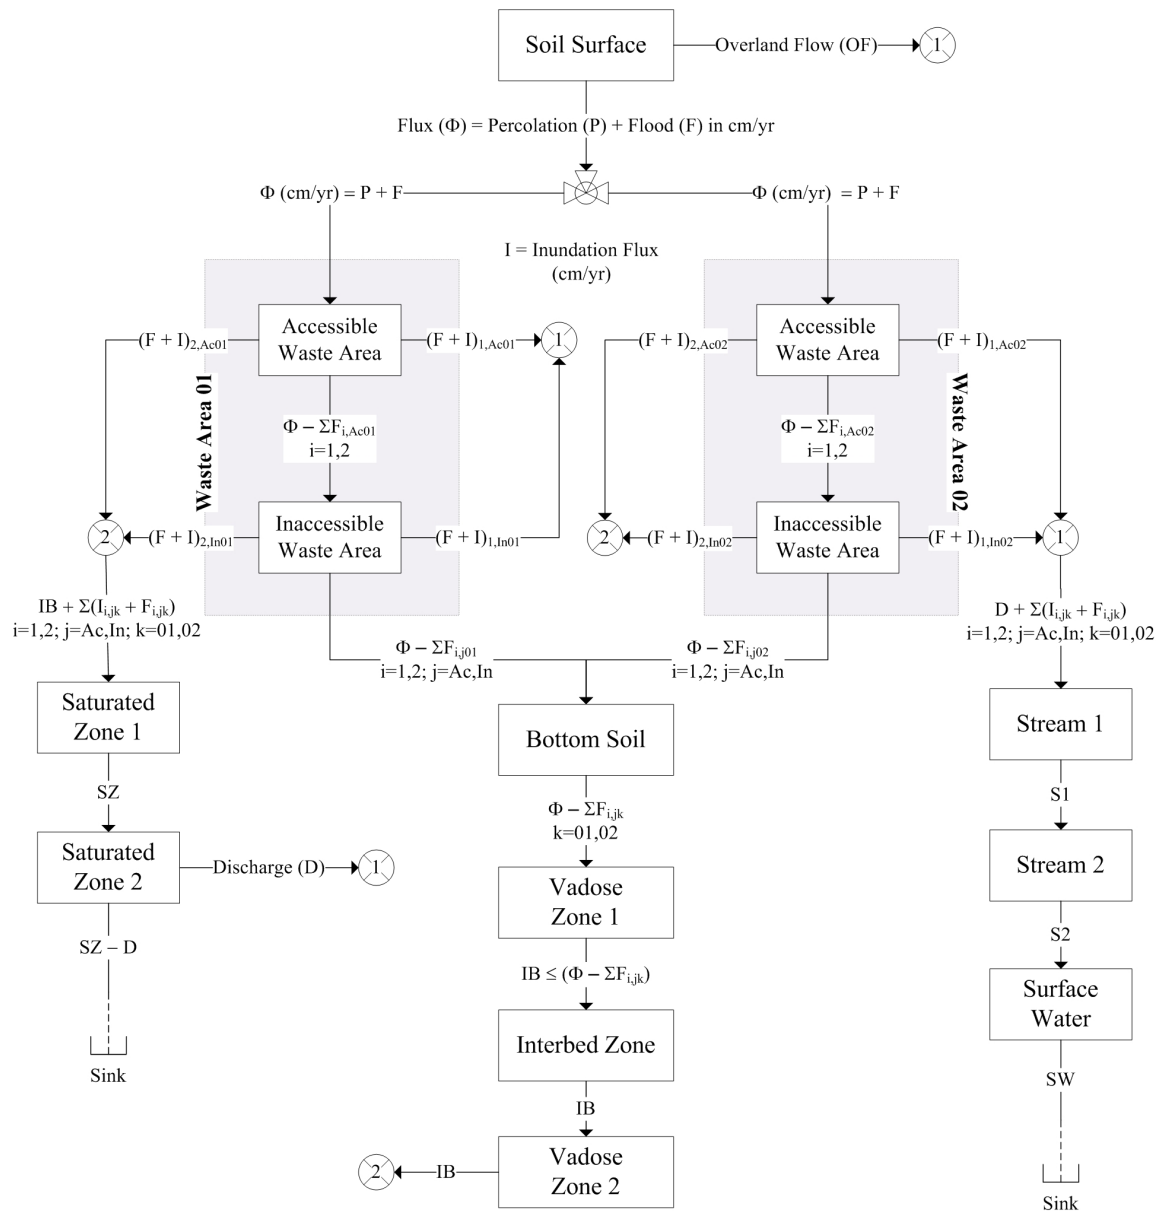 Soil Surface
Overland Flow (OF)
1
Flux (Φ) = Percolation (P) + Flood (F) in cm/yr
Φ (cm/yr) = P + F
Φ (cm/yr) = P + F
I = Inundation Flux
(cm/yr)
Waste Area 01
Accessible
Waste Area
(F + I)2,Ac01
(F + I)1,Ac01
1
Φ – ΣFi,Ac01
i=1,2
Inaccessible
Waste Area
2
(F + I)2,In01
(F + I)1,In01
Waste Area 02
Accessible
Waste Area
(F + I)2,Ac02
(F + I)1,Ac02
Φ – ΣFi,Ac02
i=1,2
Inaccessible
Waste Area
2
(F + I)2,In02
(F + I)1,In02
1
IB + Σ(Ii,jk + Fi,jk)
i=1,2; j=Ac,In; k=01,02
Φ – ΣFi,j01
i=1,2; j=Ac,In
Φ – ΣFi,j02
i=1,2; j=Ac,In
D + Σ(Ii,jk + Fi,jk)
i=1,2; j=Ac,In; k=01,02
Saturated
Zone 1
SZ
Saturated
Zone 2
Discharge (D)
1
SZ – D
Sink
Bottom Soil
Φ – ΣFi,jk
k=01,02
Vadose
Zone 1
IB ≤ (Φ – ΣFi,jk)
Interbed Zone
IB
Vadose
Zone 2
IB
2
Stream 1
S1
Stream 2
S2
Surface
Water
SW
Sink